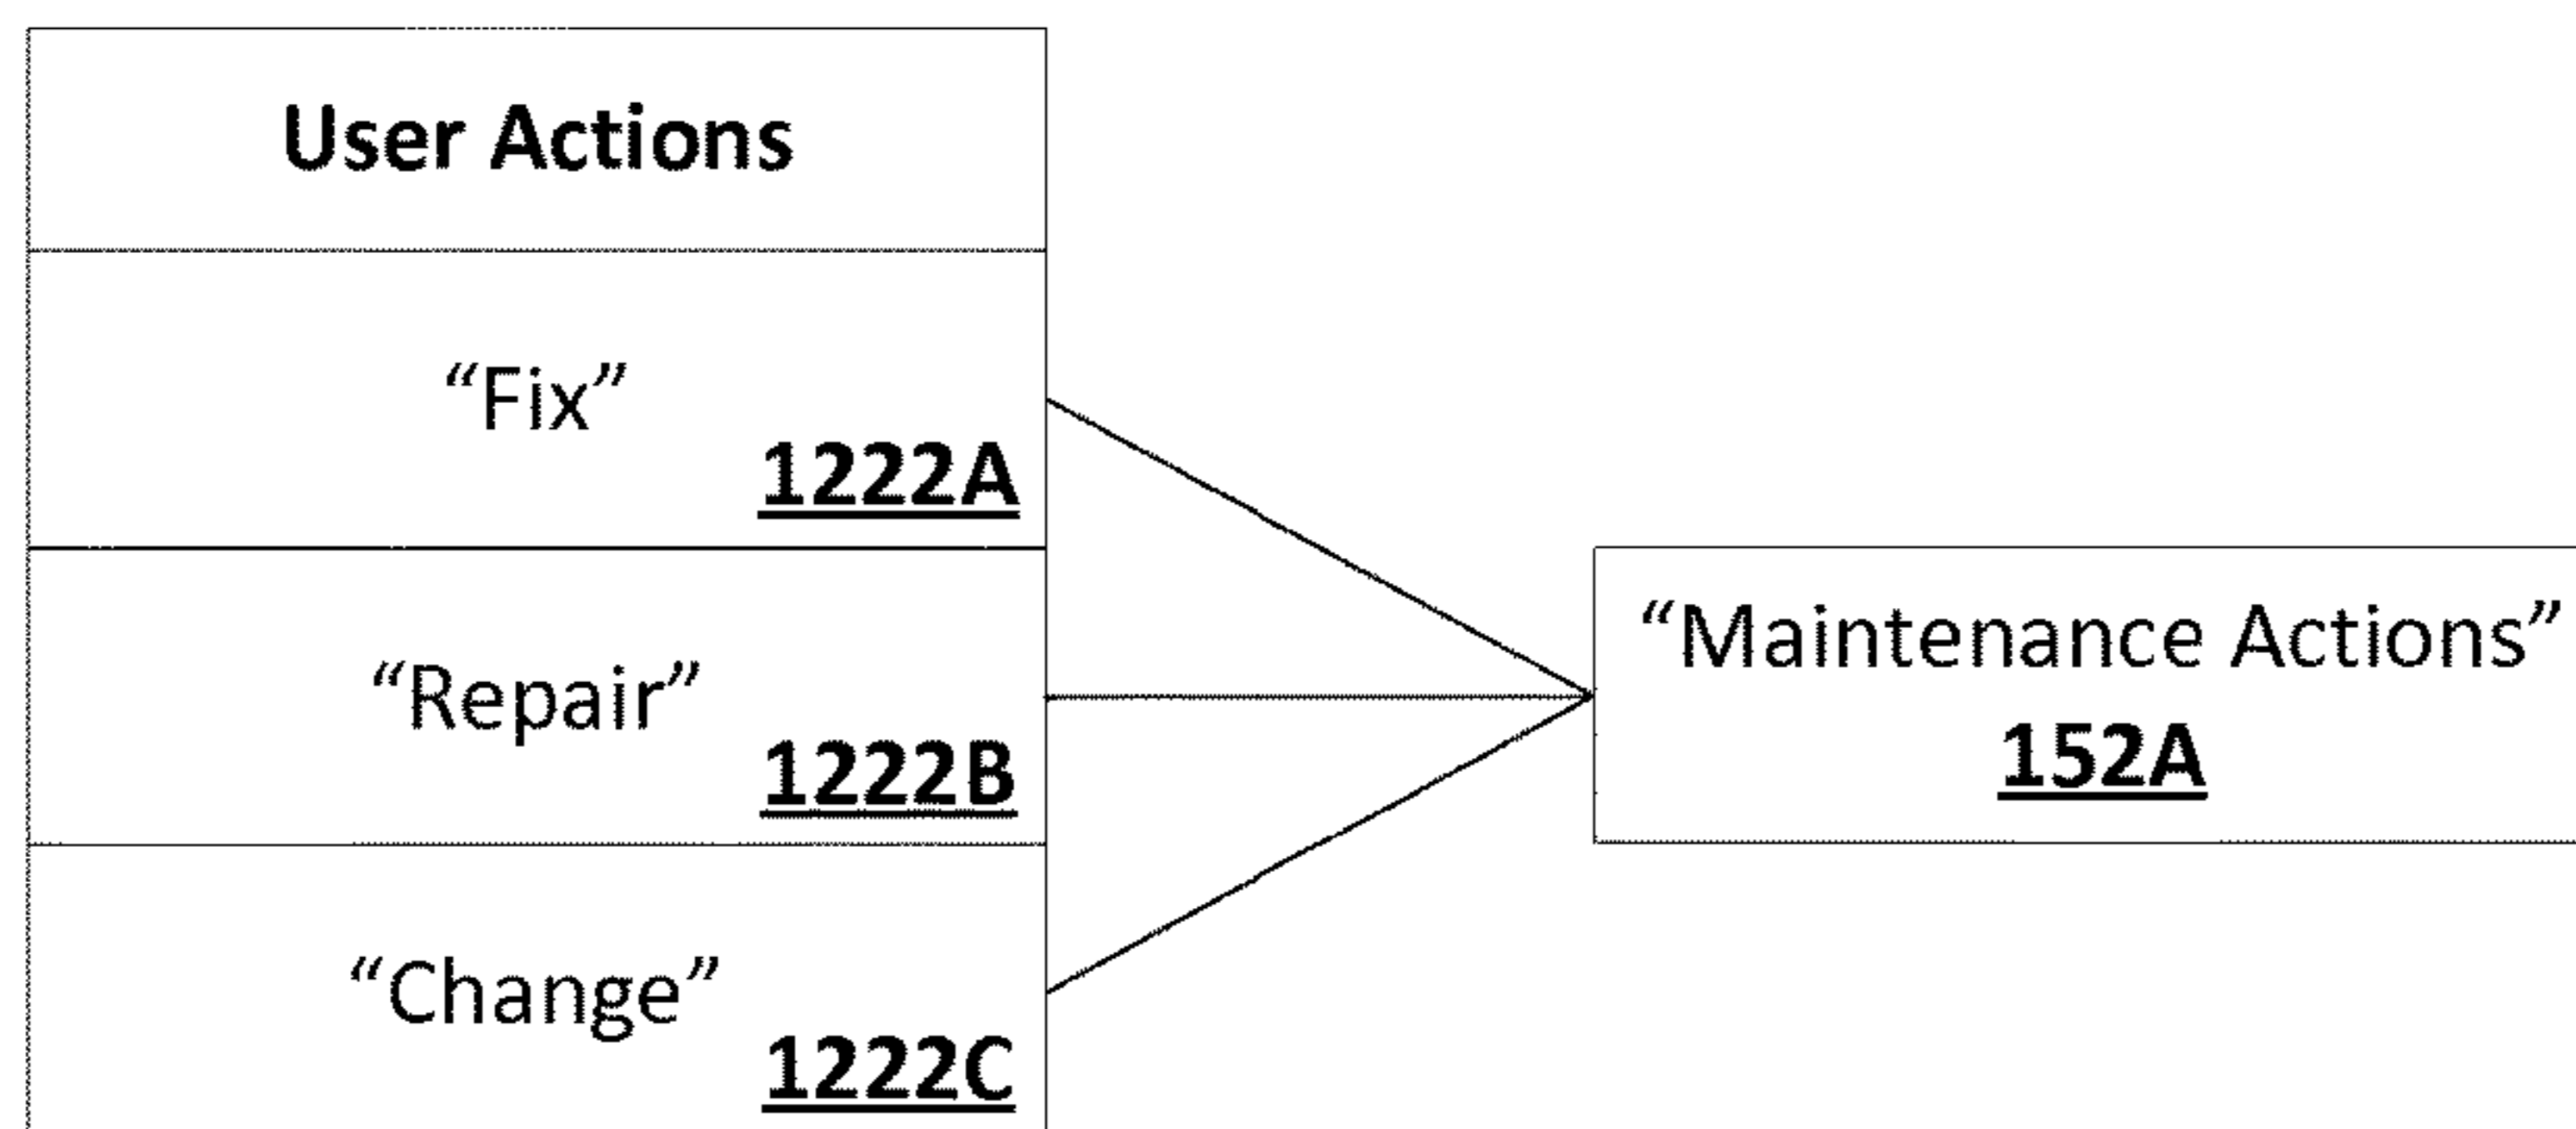 User Actions
“Fix”
1222A
“Repair”
1222B
“Maintenance Actions”
152A
“Change”
1222C